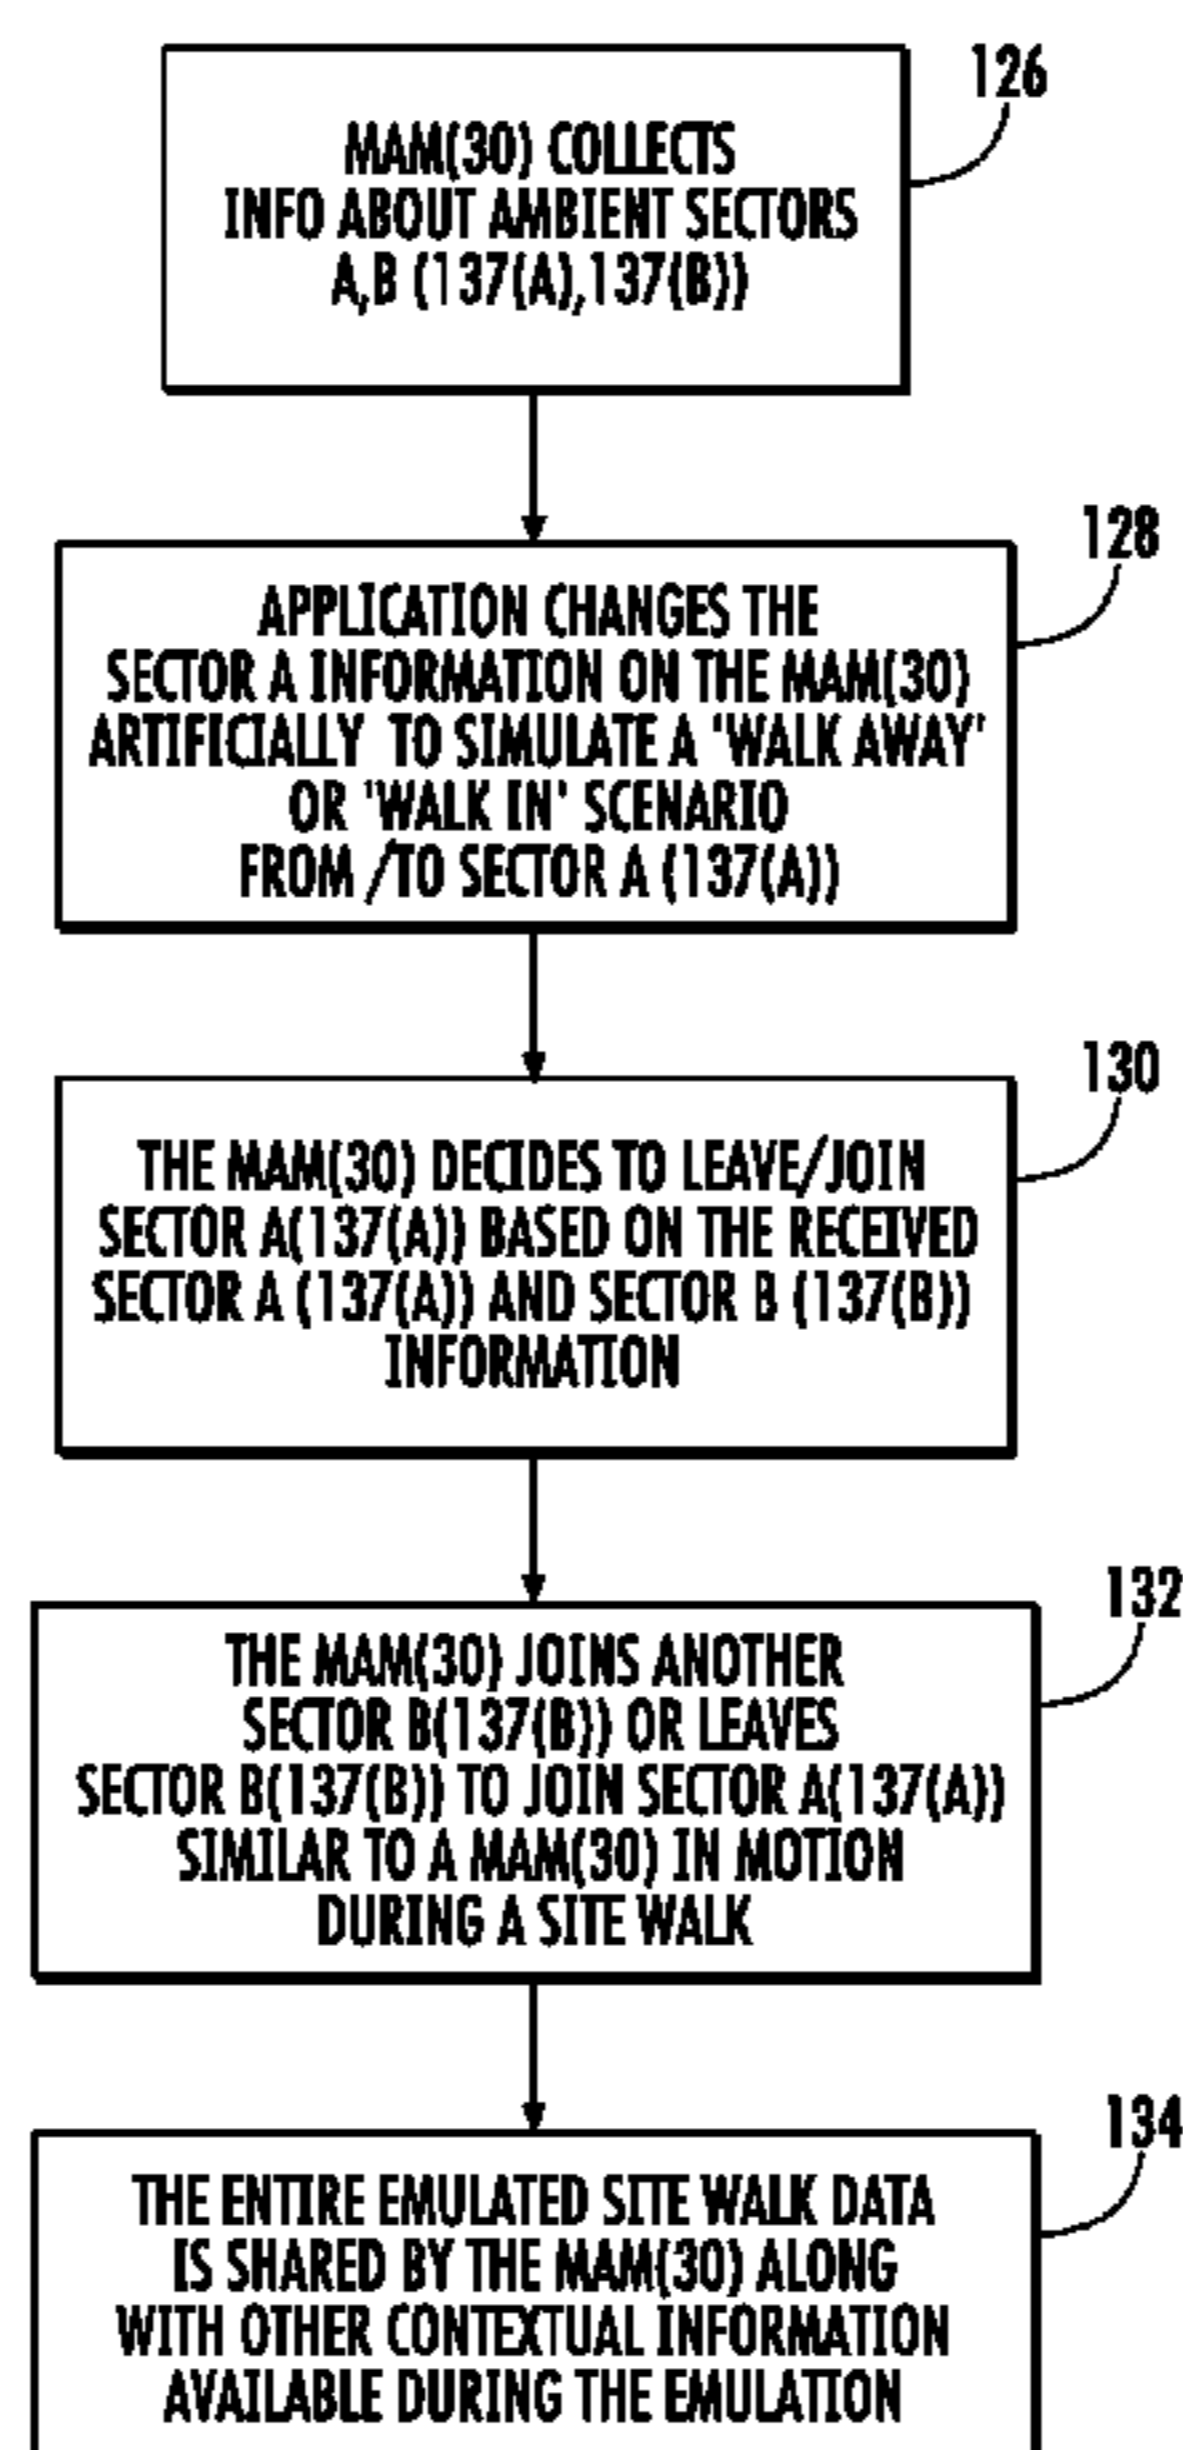 126
MAM(30) COLLECTS
INFO ABOUT AMBIENT SECTORS
A,B (137(A),137(B))
128
APPLICATION CHANGES THE
SECTOR A INFORMATION ON THE MAM(30)
ARTIFICIALLY TO SIMULATE A 'WALK AWAY'
OR "WALK IN' SCENARIO
FROM /TO SECTOR A (137(A))
130
THE MAM(30) DECIDES TO LEAVE/JOIN
SECTOR A(137(A)) BASED ON THE RECEIVED
SECTOR A (137(A)) AND SECTOR B (137(B))
INFORMATION
132
THE MAM(30) JOINS ANOTHER
SECTOR B(137(B)) OR LEAVES
SECTOR B(137(B)) TO JOIN SECTOR A(137(A))
SIMILAR TO A MAM(30) IN MOTION
DURING A SITE WALK
134
THE ENTIRE EMULATED SITE WALK DATA
IS SHARED BY THE MAM(30) ALONG
WITH OTHER CONTEXTUAL INFORMATION
AVAILABLE DURING THE EMULATION